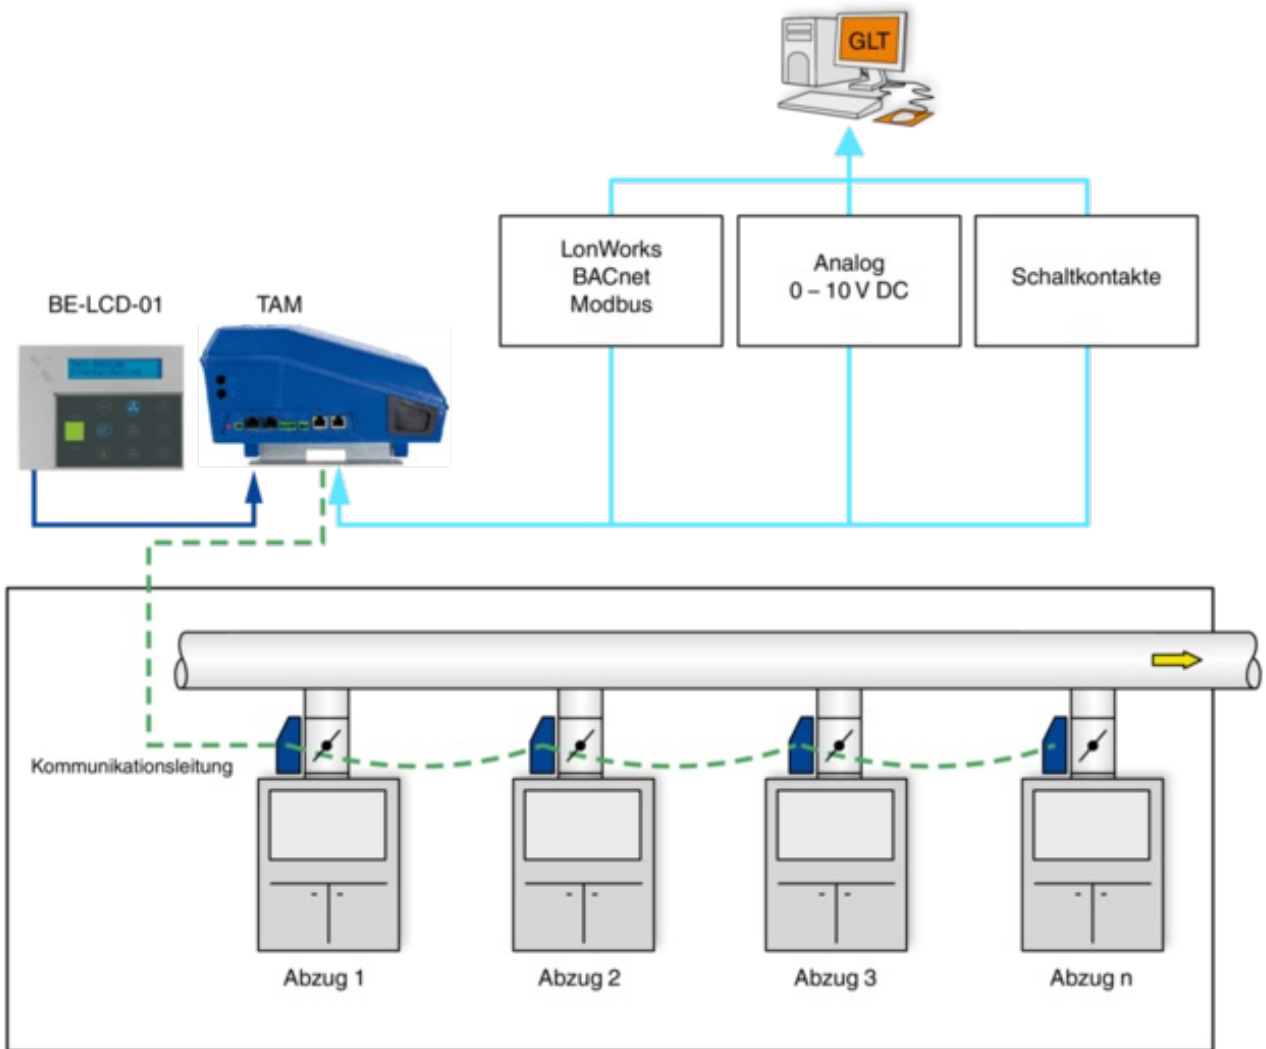 GLT
LonWorks
BACnet
Modbus
Analog
0 – 10 V DC
Schaltkontakte
BE-LCD-01
TAM
Kommunikationsleitung
Abzug 1
Abzug 2
Abzug 3
Abzug n